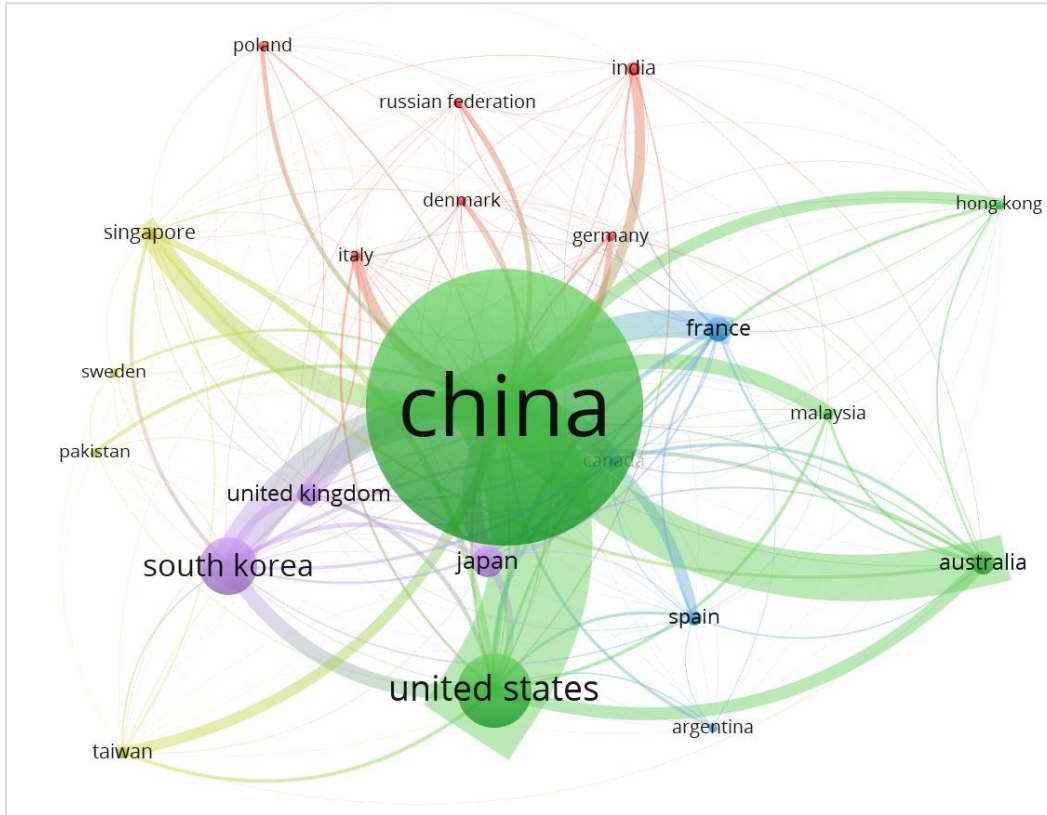 poland
india
russian federation
denmark
hong kong
singapore
germany
italy
france
sweden
china
malaysia
pakistan
canada
united kingdom
japan
south korea
australia
spain
united states
argentina
taiwan